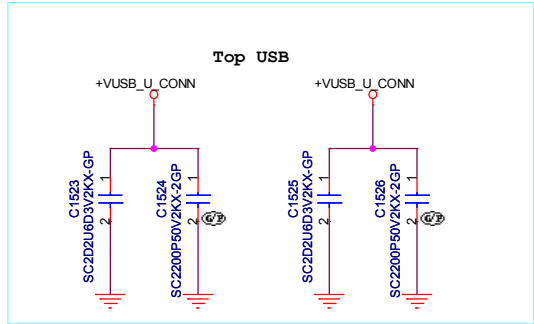 Top USB
+VUSB_U_CONN
+VUSB_U_CONN
C1523
SC2D2U6D3V2KX-GP
1
2
C1524
SC2200P50V2KX-2GP
1
2
G/P
C1525
SC2D2U6D3V2KX-GP
1
2
C1526
SC2200P50V2KX-2GP
1
2
G/P